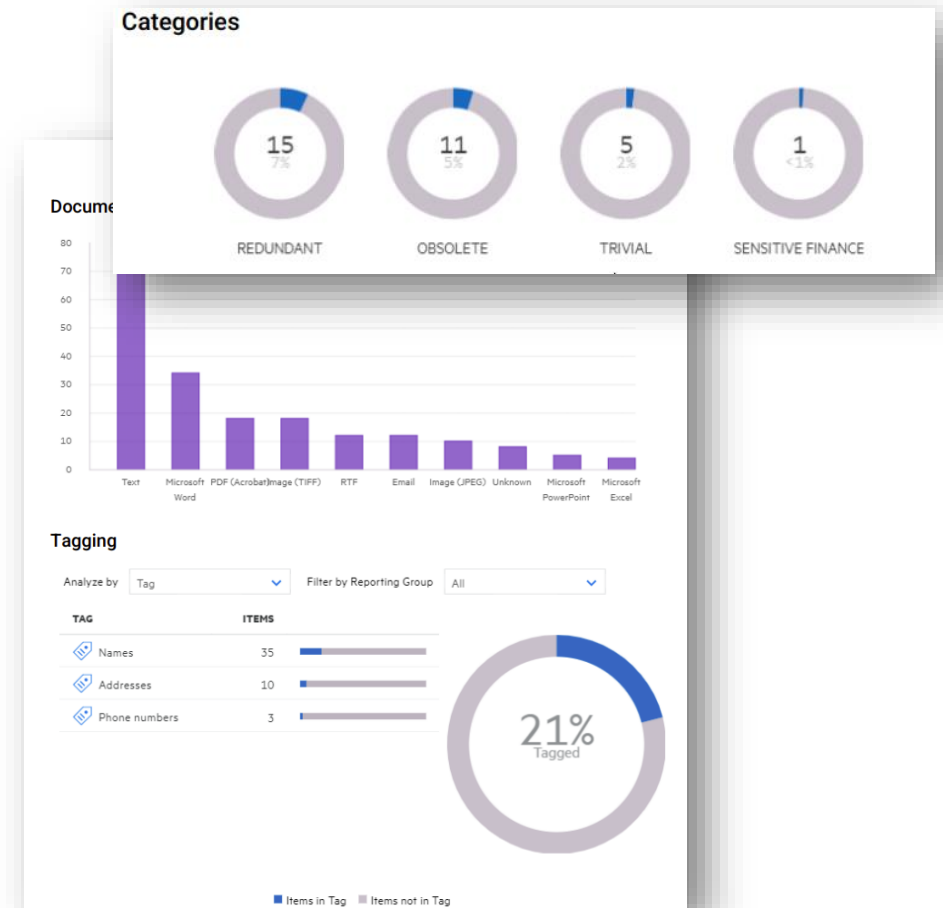 Categories
15
7%
11
5%
5
2%
1
<1%
REDUNDANT
OBSOLETE
TRIVIAL
SENSITIVE FINANCE
Docume
80
70
60
50
40
30
20
10
0
Text
Microsoft
Word
PDF (Acrobat)
Image (TIFF)
RTF
Email
Image (JPEG)
Unknown
Microsoft
PowerPoint
Microsoft
Excel
Tagging
Analyze by Tag Filter by Reporting Group All
TAG ITEMS
Names 35
Addresses 10
Phone numbers 3
21%
Tagged
Items in Tag Items not in Tag